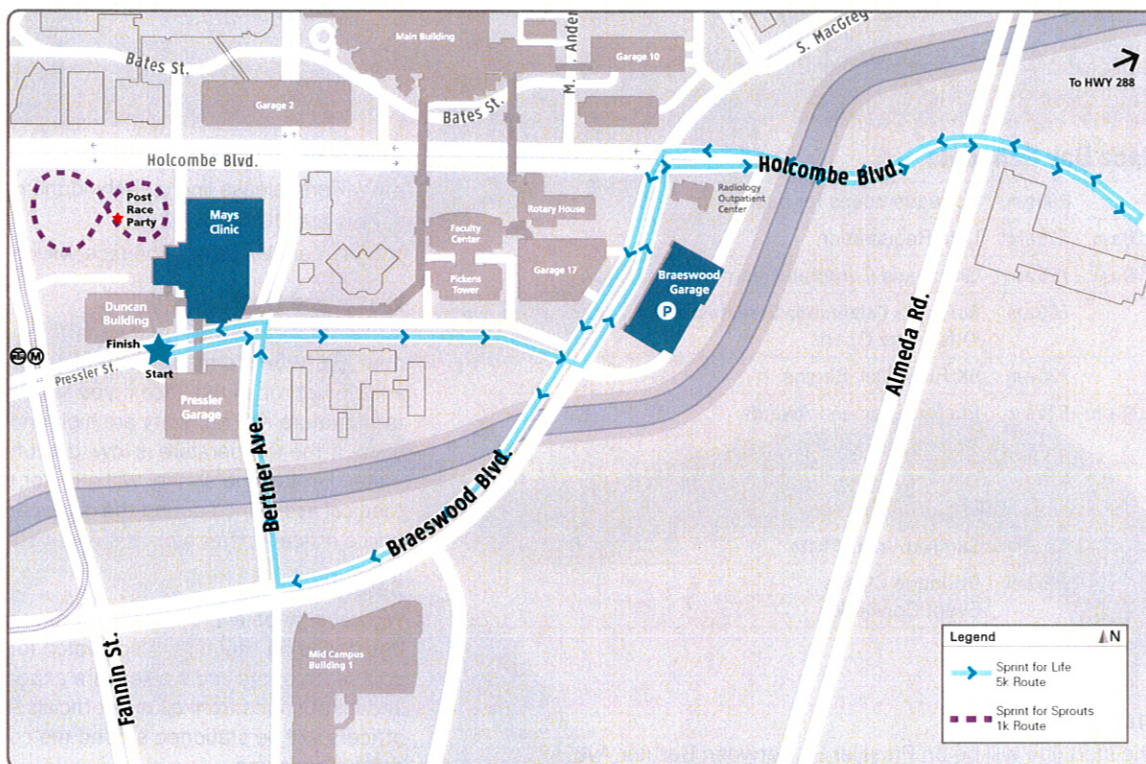 Bates St.
Main Building
Garage 10
S. MacGreg
To HWY 288
Garage 2
Bates St.
Holcombe Blvd.
Holcombe Blvd.
Post
Race
Party
Mays
Clinic
Radiology
Outpatient
Center
Rotary House
Faculty
Center
Garage 17
Pickens
Tower
Braeswood
Garage
P
Duncan
Building
Finish
Start
M
Pressler St.
Pressler
Garage
Almeda Rd.
Bertner Ave.
Braeswood Blvd.
Fannin St.
Mid Campus
Building 1
Legend
N
Sprint for Life
5k Route
Sprint for Sprouts
1k Route